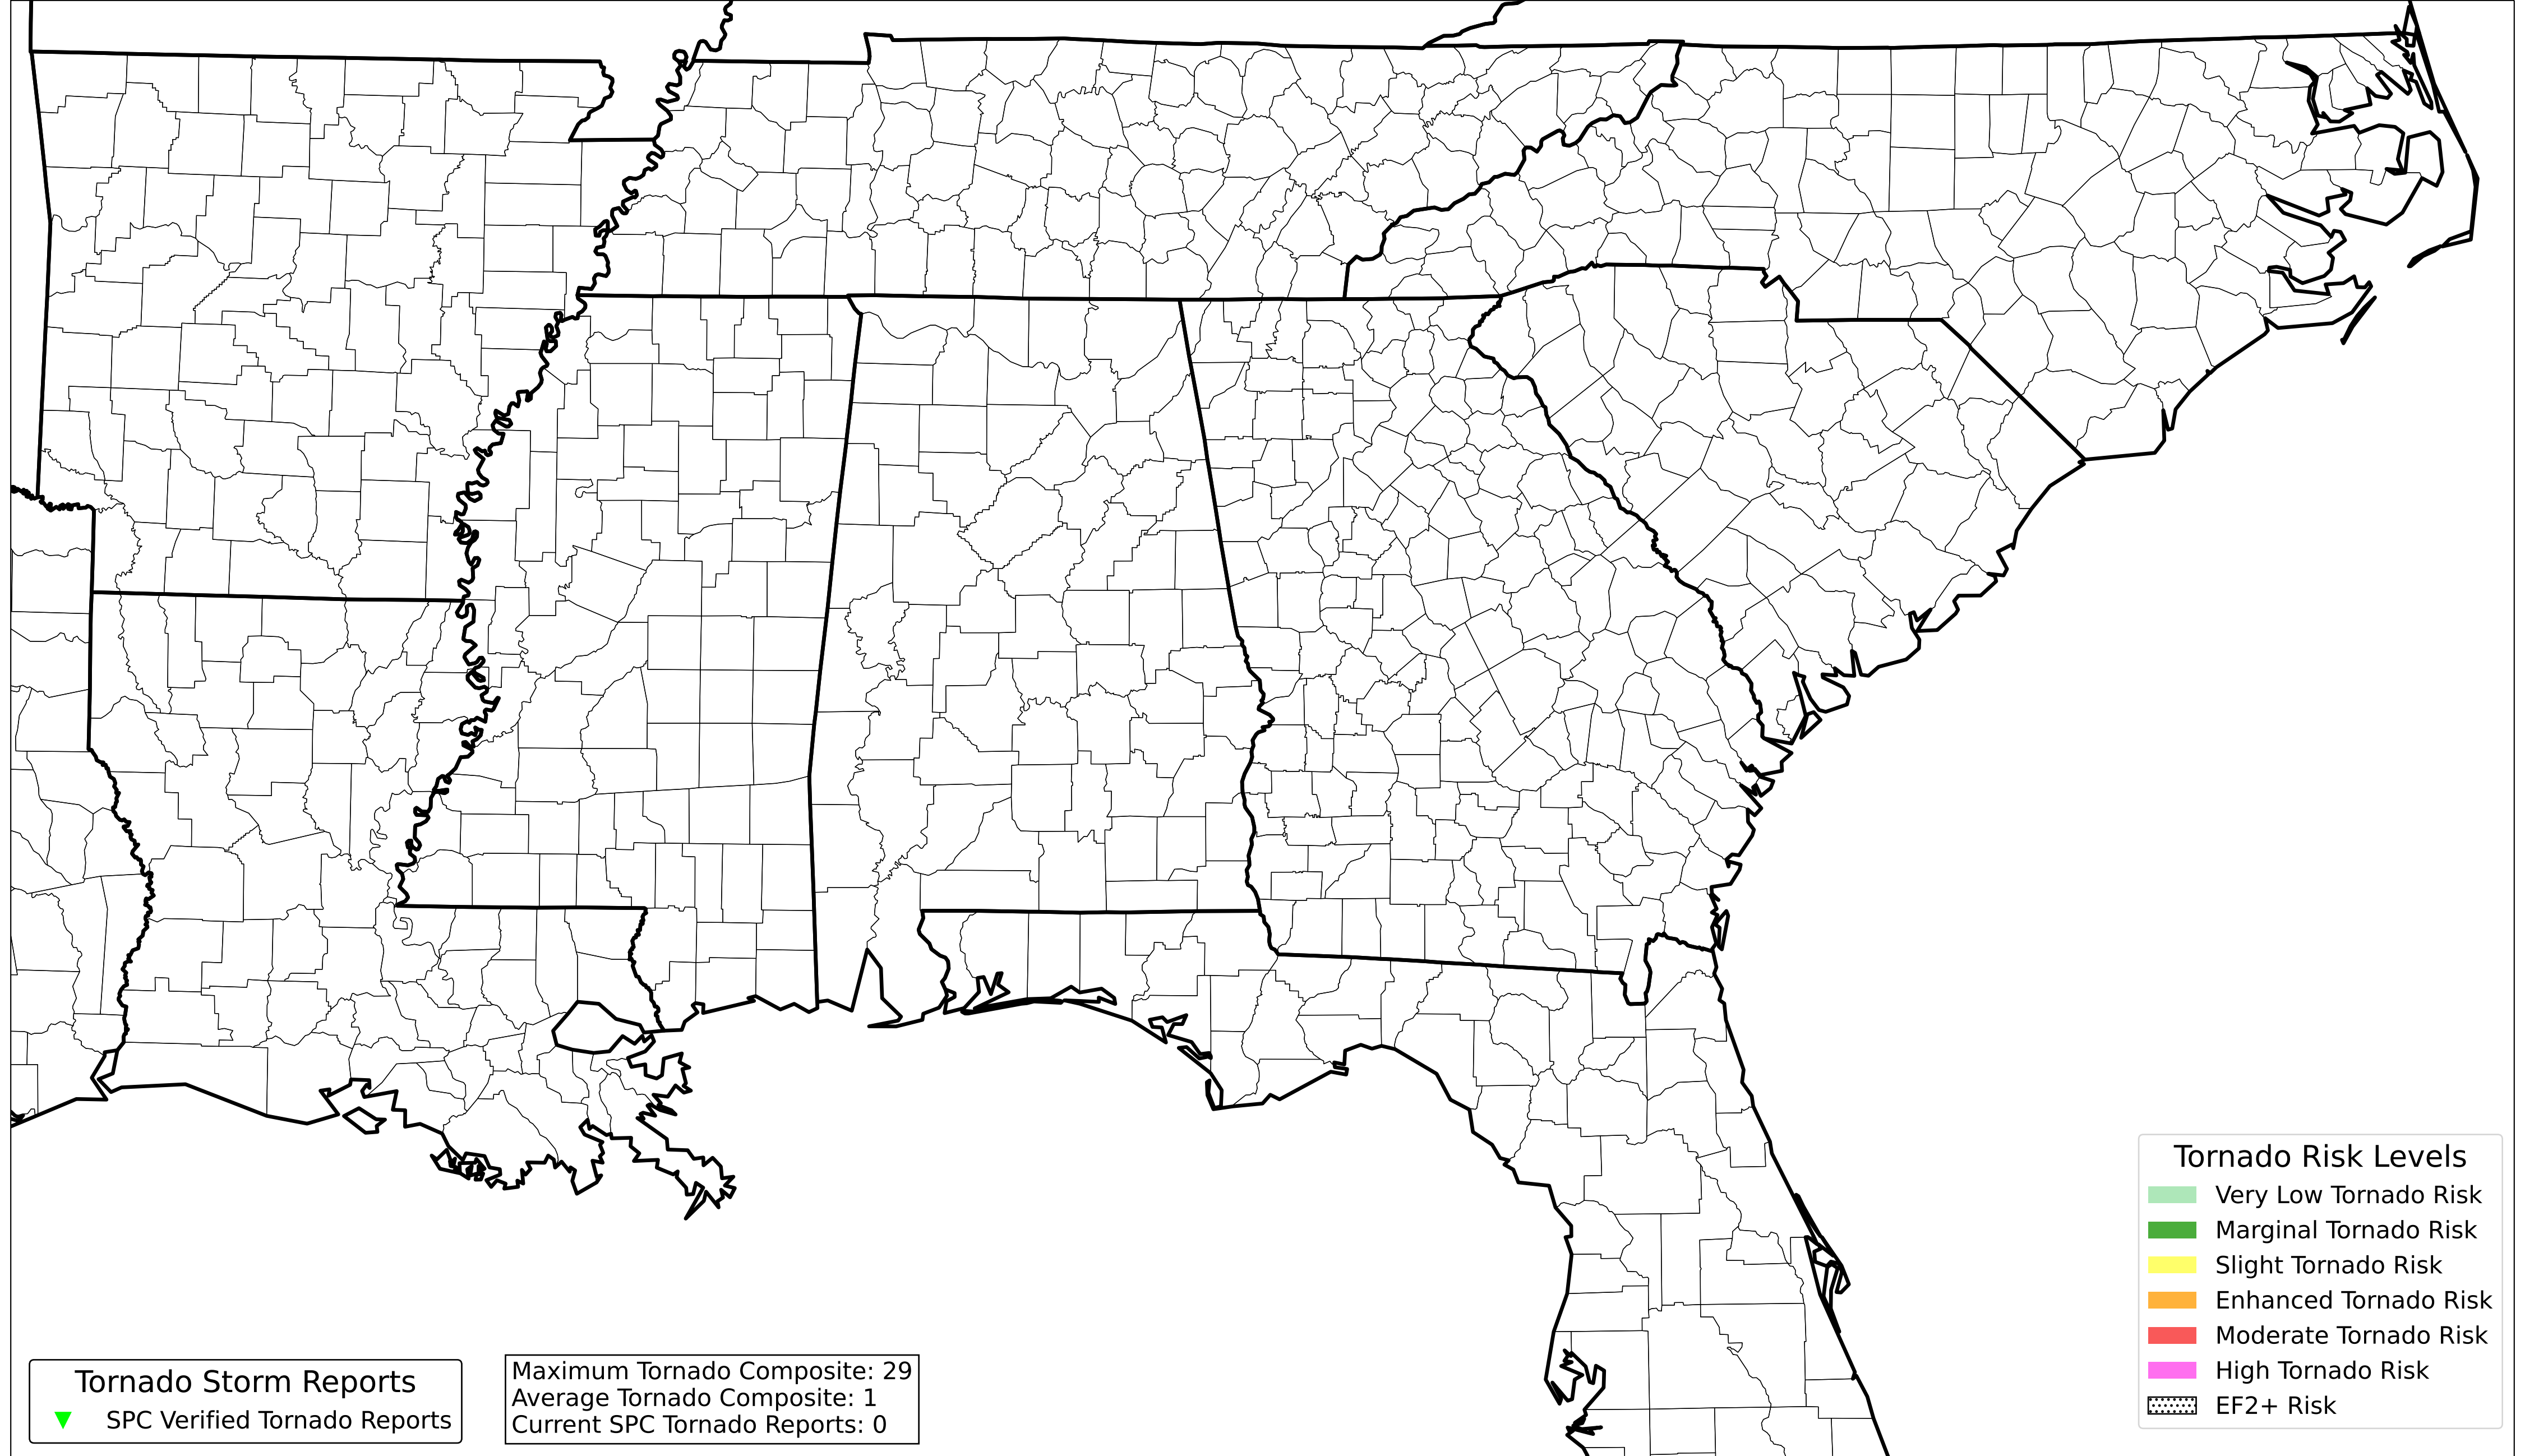 Tornado Storm Reports
SPC Verified Tornado Reports
Maximum Tornado Composite: 29
Average Tornado Composite: 1
Current SPC Tornado Reports: 0
Tornado Risk Levels
Very Low Tornado Risk
Marginal Tornado Risk
Slight Tornado Risk
Enhanced Tornado Risk
Moderate Tornado Risk
High Tornado Risk
EF2+ Risk